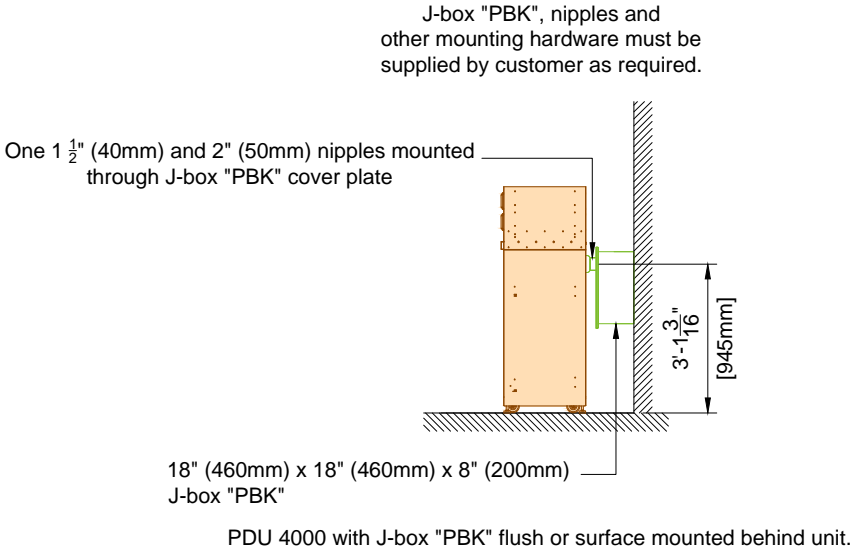 J-box "PBK", nipples and
other mounting hardware must be
supplied by customer as required.
One 1 1/2" (40mm) and 2" (50mm) nipples mounted
through J-box "PBK" cover plate
3'-1 3/16"
[945mm]
18" (460mm) x 18" (460mm) x 8" (200mm)
J-box "PBK"
PDU 4000 with J-box "PBK" flush or surface mounted behind unit.